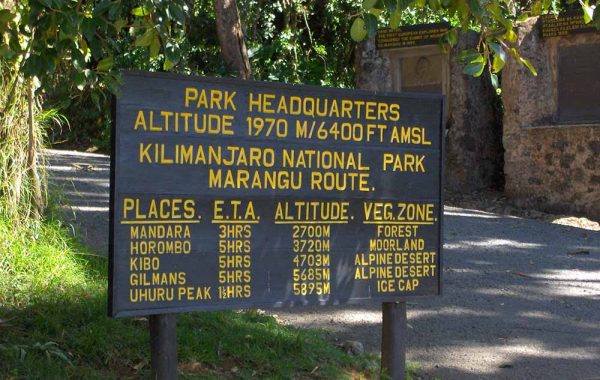 PARK HEADQUARTERS
ALTITUDE 1970 M/6400 FT AMSL
KILIMANJARO NATIONAL PARK
MARANGU ROUTE.
PLACES. E.T.A. ALTITUDE. VEG. ZONE.
MANDARA 3HRS 2700M FOREST
HOROMBO 5HRS 3720M MOORLAND
KIBO 5HRS 4703M ALPINE DESERT
GILMANS 5HRS 5685M ALPINE DESERT
UHURU PEAK 1½HRS 5895M ICE CAP